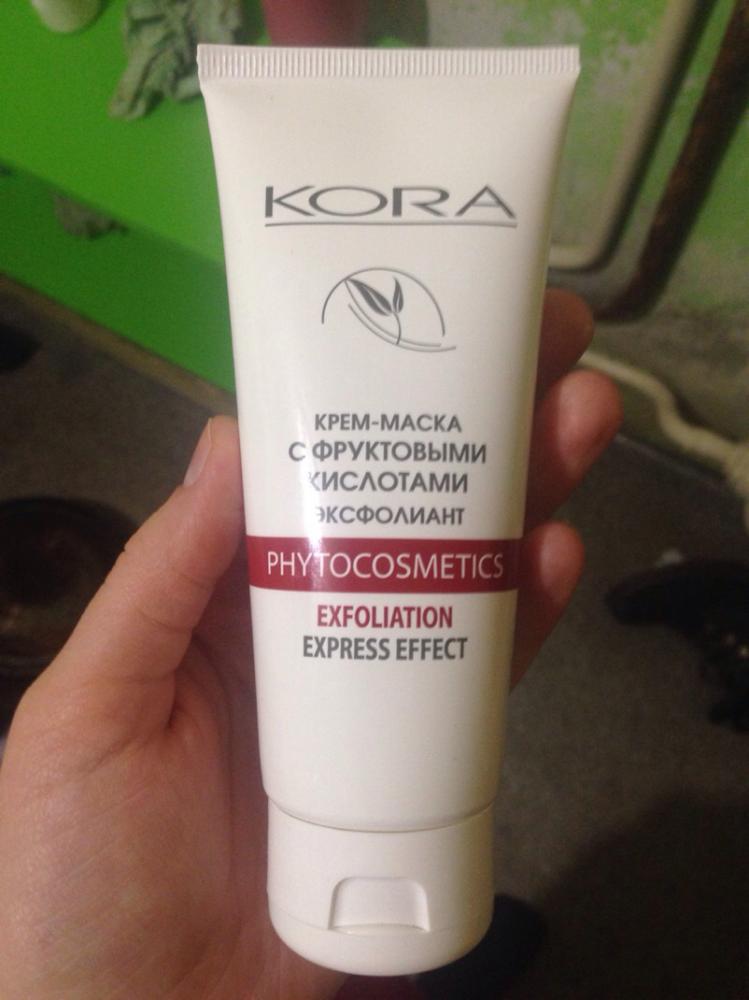 KORA
КРЕМ-МАСКА
С ФРУКТОВЫМИ
КИСЛОТАМИ
ЭКСФОЛИАНТ
PHYTOCOSMETICS
EXFOLIATION
EXPRESS EFFECT